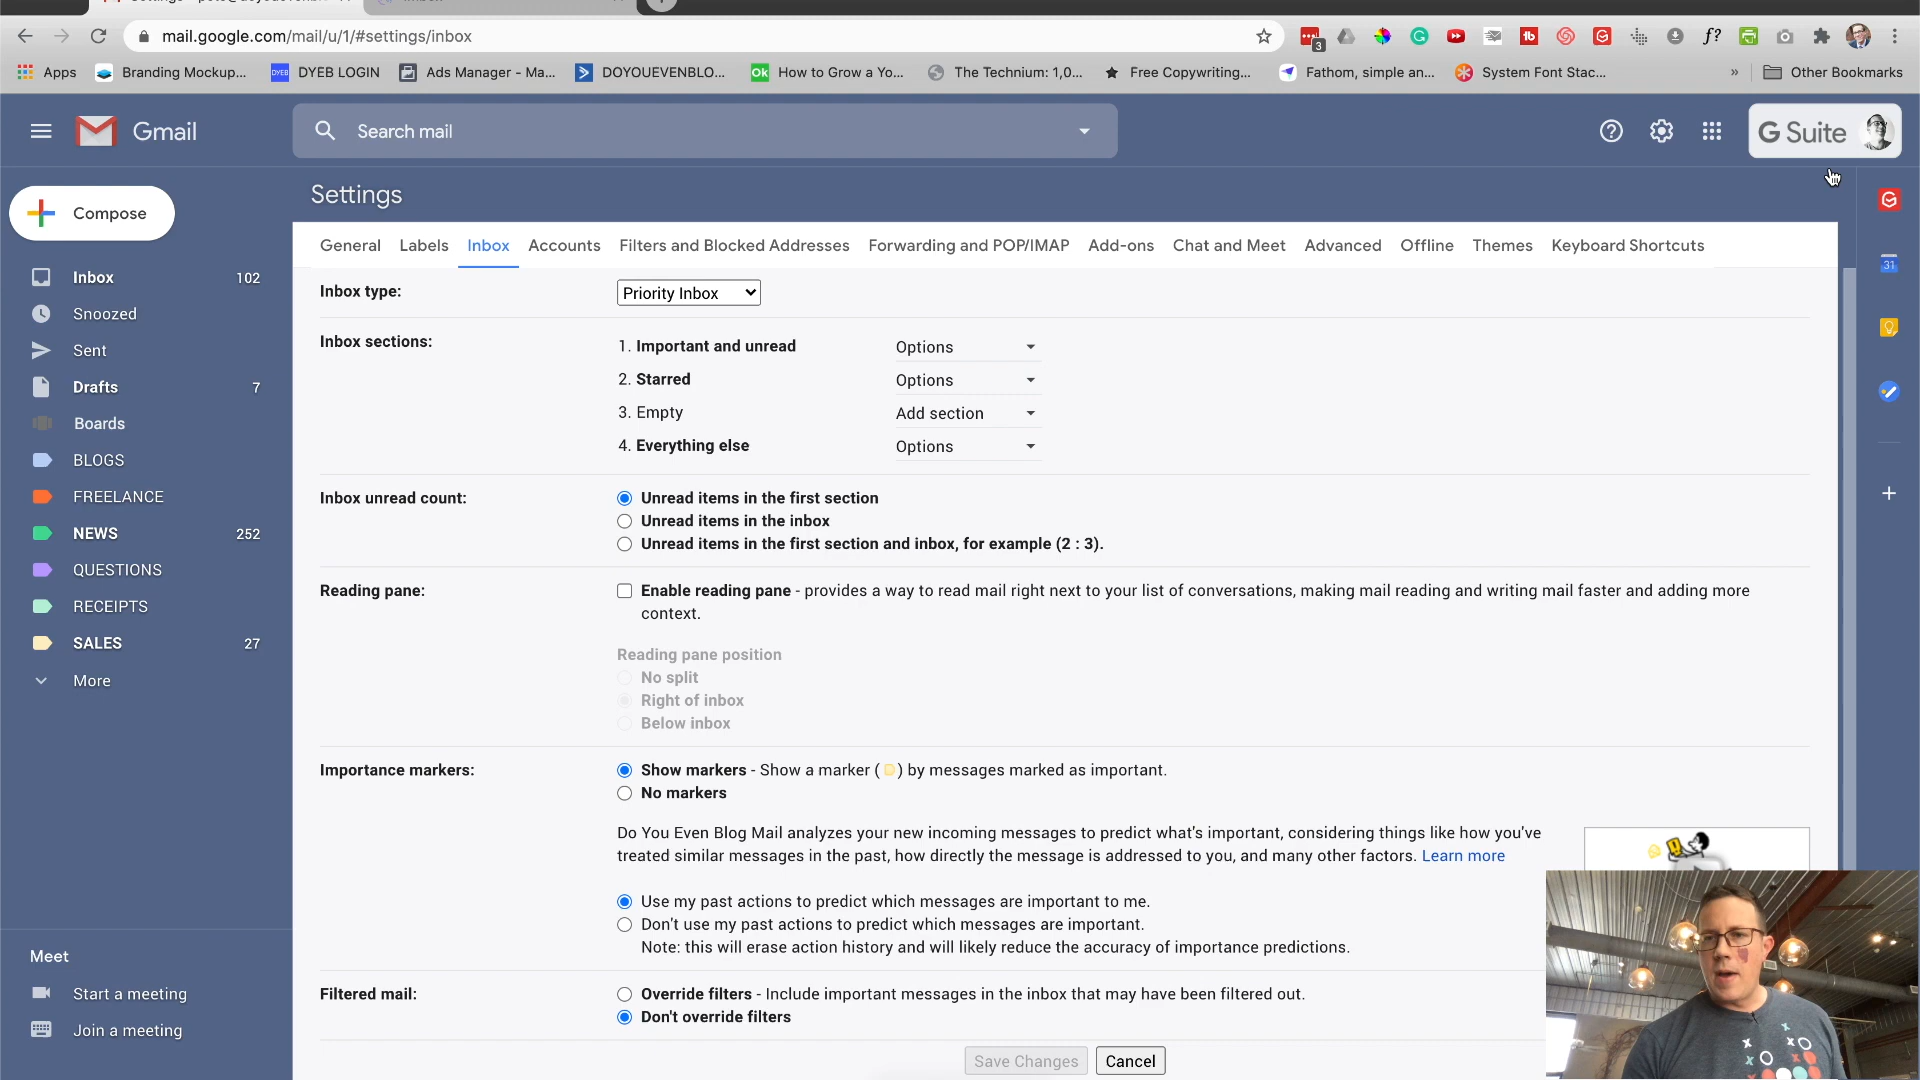 mail.google.com/mail/u/1/#settings/inbox
3
Apps
Branding Mockup...
DYEB
DYEB LOGIN
Ads Manager - Ma...
DOYOUEVENBLO...
Ok
How to Grow a Yo...
The Technium: 1,0...
Free Copywriting...
Fathom, simple an...
System Font Stac...
»
Other Bookmarks
Gmail
Search mail
G Suite
Compose
Settings
General
Labels
Inbox
Accounts
Filters and Blocked Addresses
Forwarding and POP/IMAP
Add-ons
Chat and Meet
Advanced
Offline
Themes
Keyboard Shortcuts
Inbox 102
Snoozed
Sent
Drafts 7
Boards
BLOGS
FREELANCE
NEWS 252
QUESTIONS
RECEIPTS
SALES 27
More
Meet
Start a meeting
Join a meeting
Inbox type:
Priority Inbox
Inbox sections:
1. Important and unread Options
2. Starred Options
3. Empty Add section
4. Everything else Options
Inbox unread count:
Unread items in the first section
Unread items in the inbox
Unread items in the first section and inbox, for example (2 : 3).
Reading pane:
Enable reading pane - provides a way to read mail right next to your list of conversations, making mail reading and writing mail faster and adding more
context.
Reading pane position
No split
Right of inbox
Below inbox
Importance markers:
Show markers - Show a marker ( ) by messages marked as important.
No markers
Do You Even Blog Mail analyzes your new incoming messages to predict what's important, considering things like how you've
treated similar messages in the past, how directly the message is addressed to you, and many other factors. Learn more
Use my past actions to predict which messages are important to me.
Don't use my past actions to predict which messages are important.
Note: this will erase action history and will likely reduce the accuracy of importance predictions.
Filtered mail:
Override filters - Include important messages in the inbox that may have been filtered out.
Don't override filters
Save Changes
Cancel
31